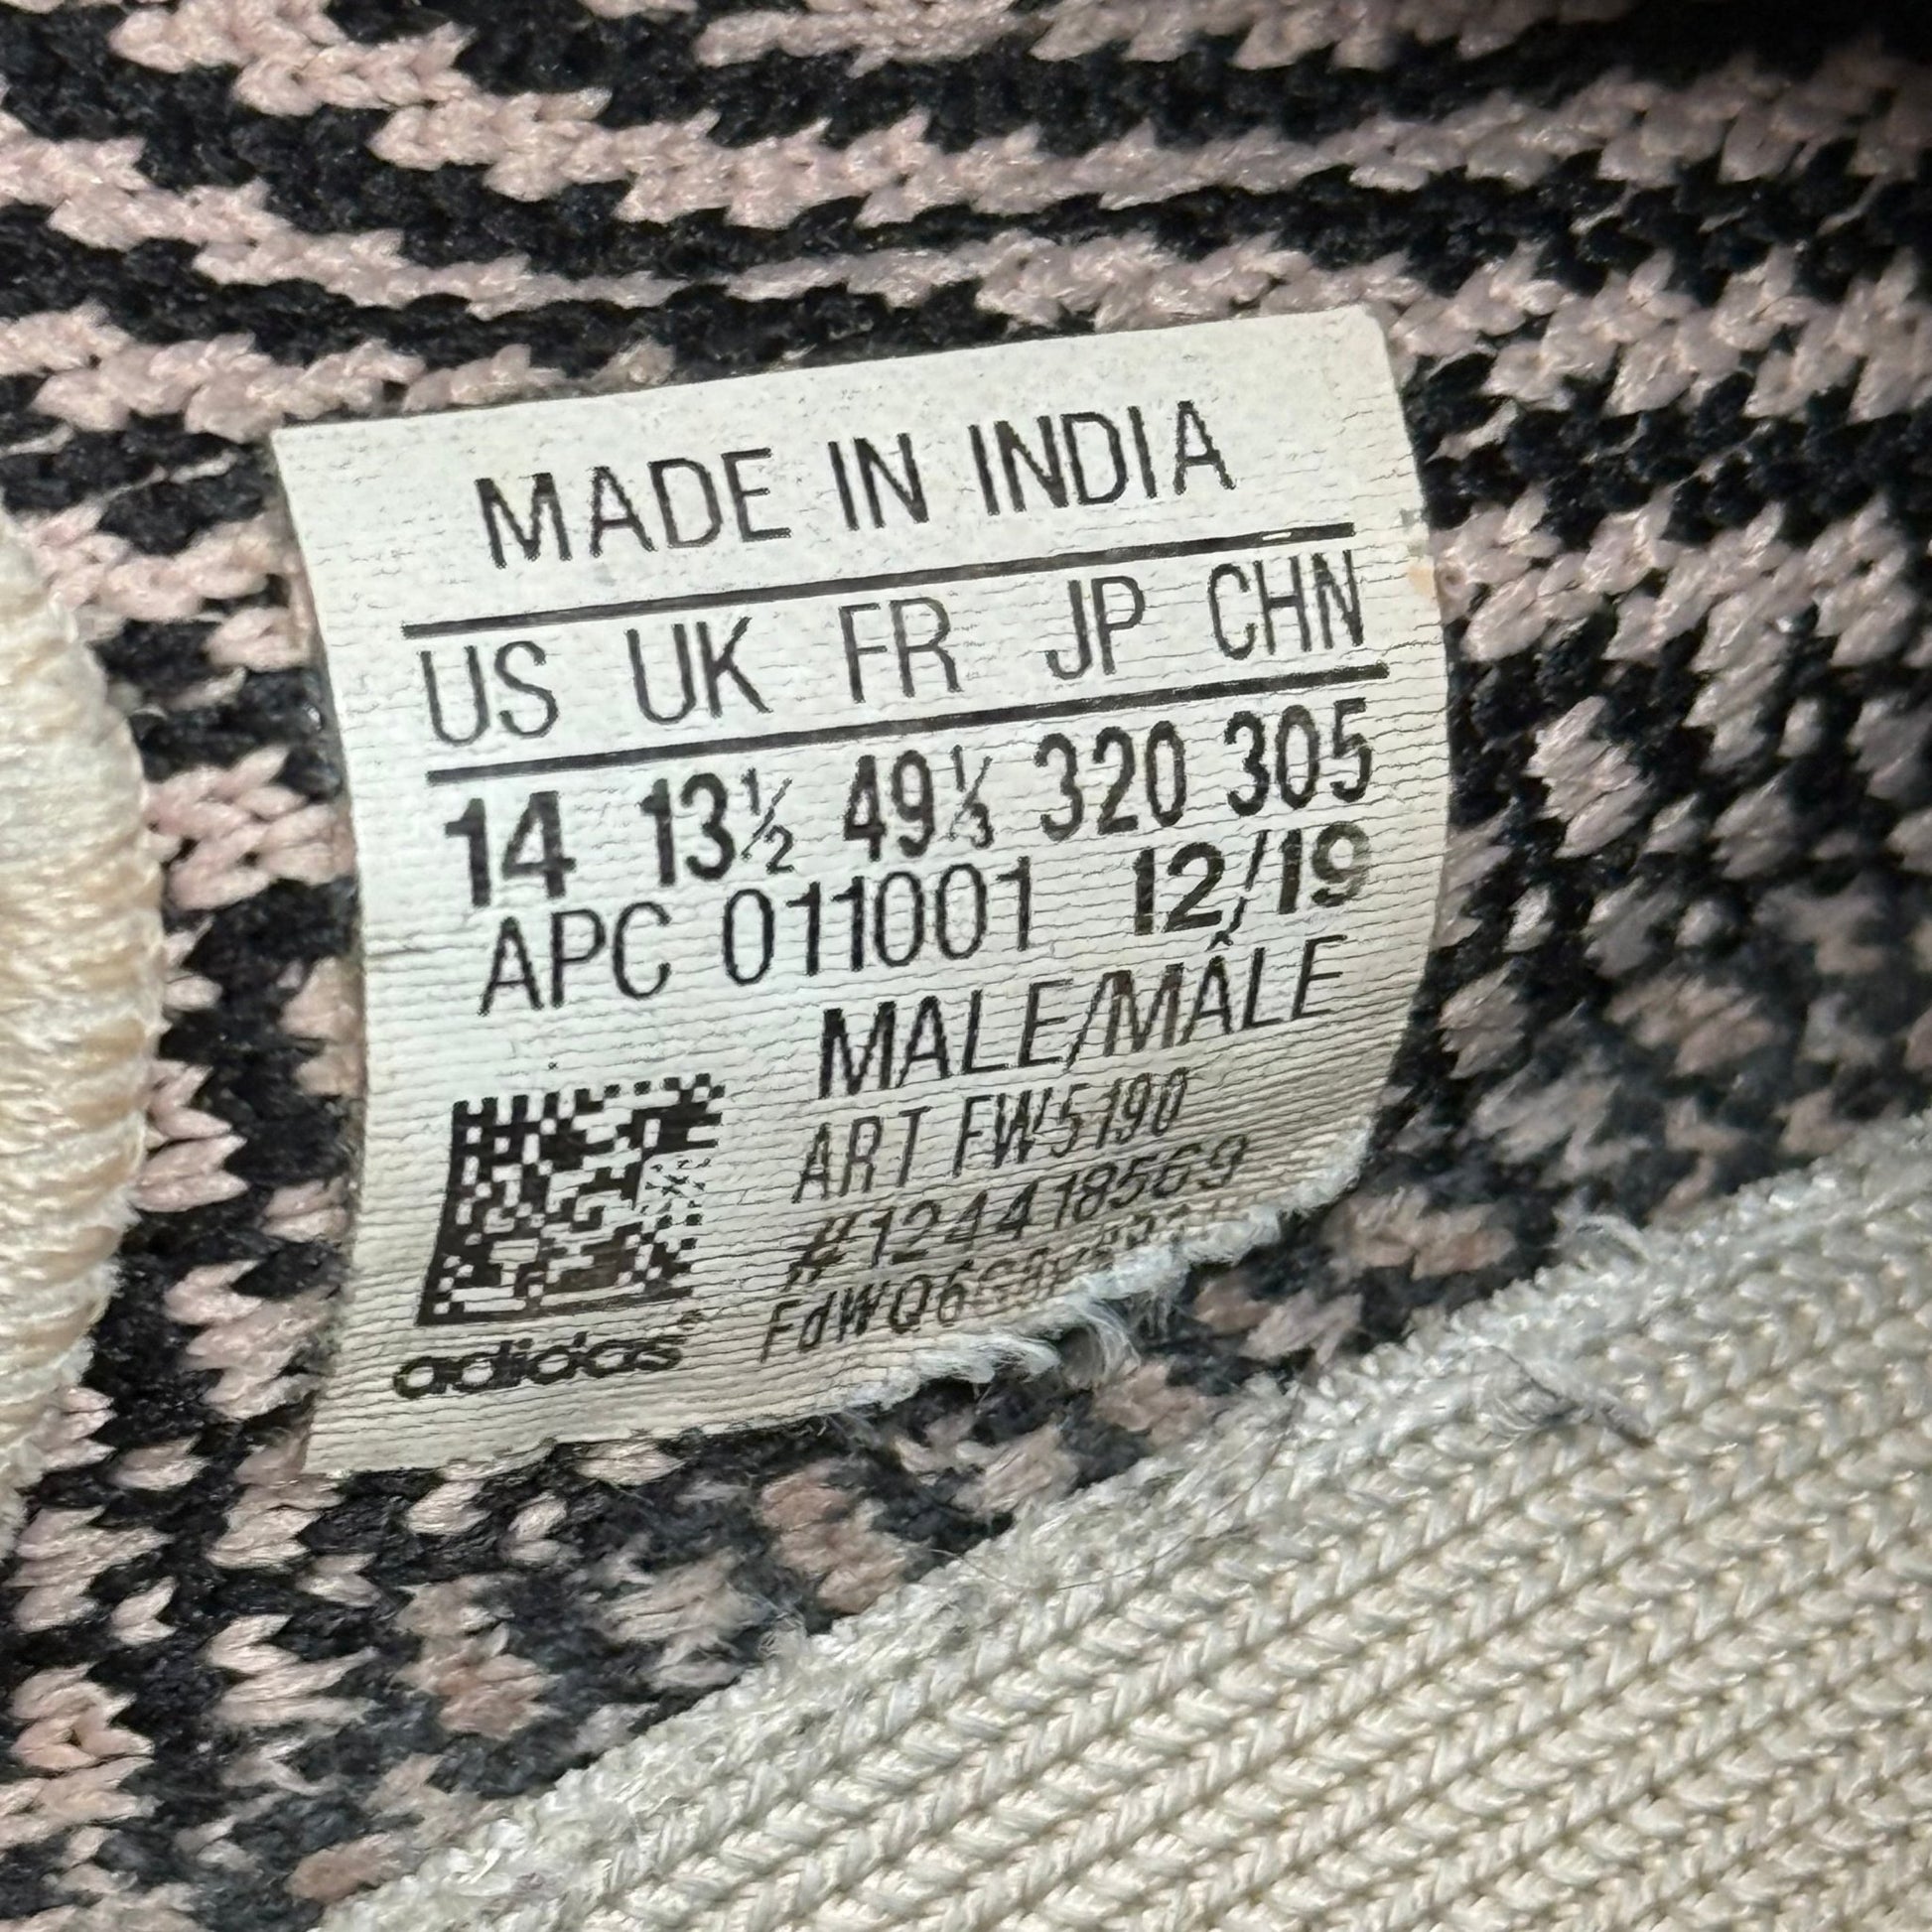 MADE IN INDIA
US UK FR JP CHN
14 13½ 49⅓ 320 305
APC 011001 12/19
MALE/MÂLE
ART FW5190
#1244418569
adidas